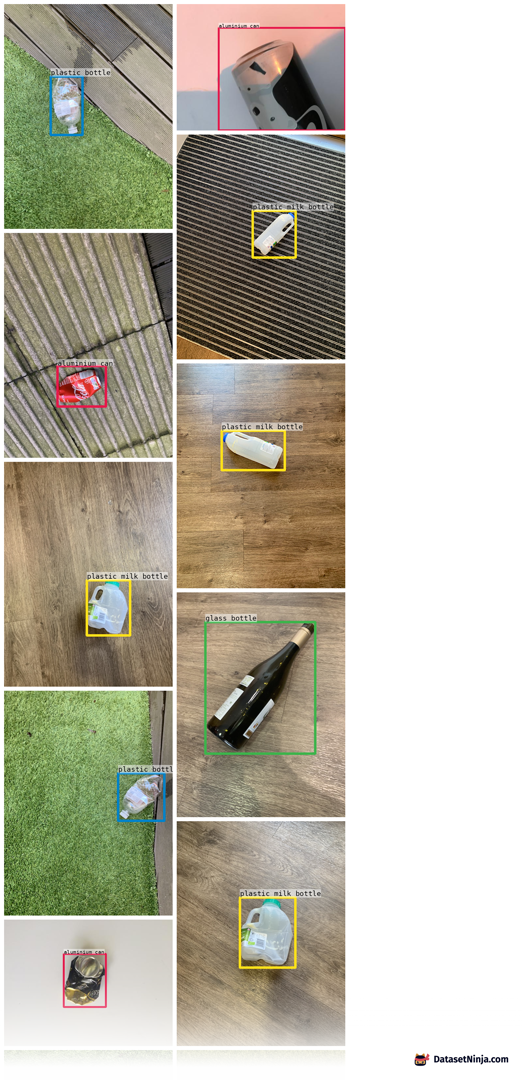 plastic bottle
aluminium can
plastic milk bottle
aluminium can
plastic milk bottle
plastic milk bottle
glass bottle
plastic bottl
plastic milk bottle
aluminium can
DatasetNinja.com